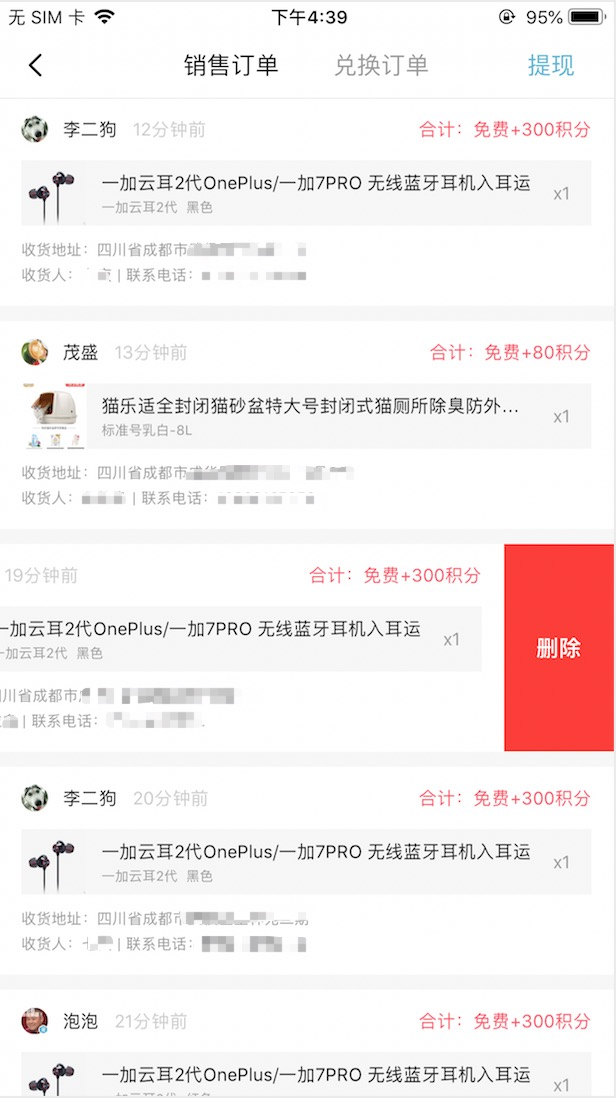 无 SIM 卡 下午4:39 95%
销售订单 兑换订单 提现
李二狗 12分钟前 合计：免费+300积分
一加云耳2代OnePlus/一加7PRO 无线蓝牙耳机入耳运 x1
一加云耳2代 黑色
收货地址：四川省成都市
收货人： | 联系电话：
茂盛 13分钟前 合计：免费+80积分
猫乐适全封闭猫砂盆特大号封闭式猫厕所除臭防外... x1
标准号乳白-8L
收货地址：四川省成都市
收货人： | 联系电话：
19分钟前 合计：免费+300积分
一加云耳2代OnePlus/一加7PRO 无线蓝牙耳机入耳运 x1
一加云耳2代 黑色
删除
四川省成都市
| 联系电话：
李二狗 20分钟前 合计：免费+300积分
一加云耳2代OnePlus/一加7PRO 无线蓝牙耳机入耳运 x1
一加云耳2代 黑色
收货地址：四川省成都市
收货人： | 联系电话：
泡泡 21分钟前 合计：免费+300积分
一加云耳2代OnePlus/一加7PRO 无线蓝牙耳机入耳运 x1